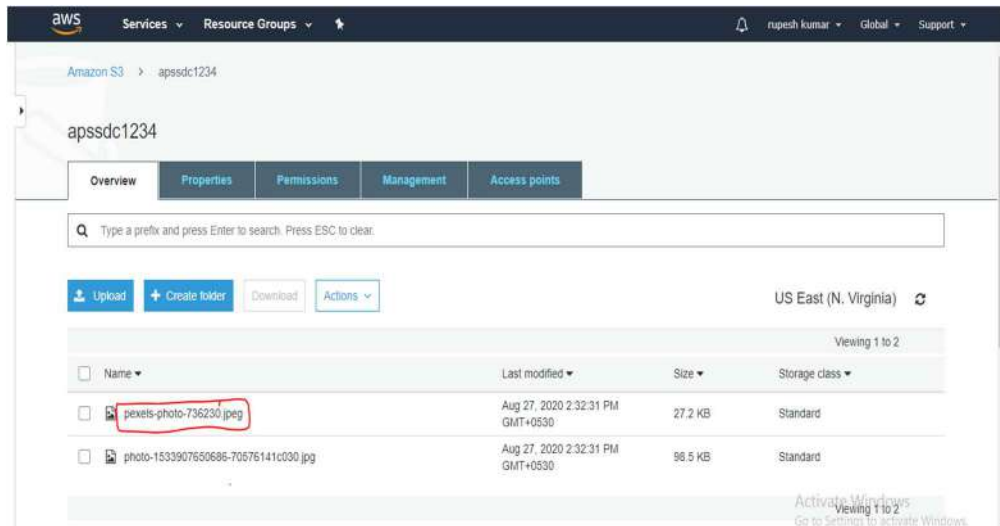 aws Services Resource Groups rupesh kumar Global Support
Amazon S3 > apssdc1234
apssdc1234
Overview Properties Permissions Management Access points
Type a prefix and press Enter to search. Press ESC to clear.
Upload + Create folder Download Actions US East (N. Virginia)
Viewing 1 to 2
Name Last modified Size Storage class
pexels-photo-736230.jpeg Aug 27, 2020 2:32:31 PM GMT+0530 27.2 KB Standard
photo-1533907650686-70576141c030.jpg Aug 27, 2020 2:32:31 PM GMT+0530 98.5 KB Standard
Activate Windows
Viewing 1 to 2
Go to Settings to activate Windows.